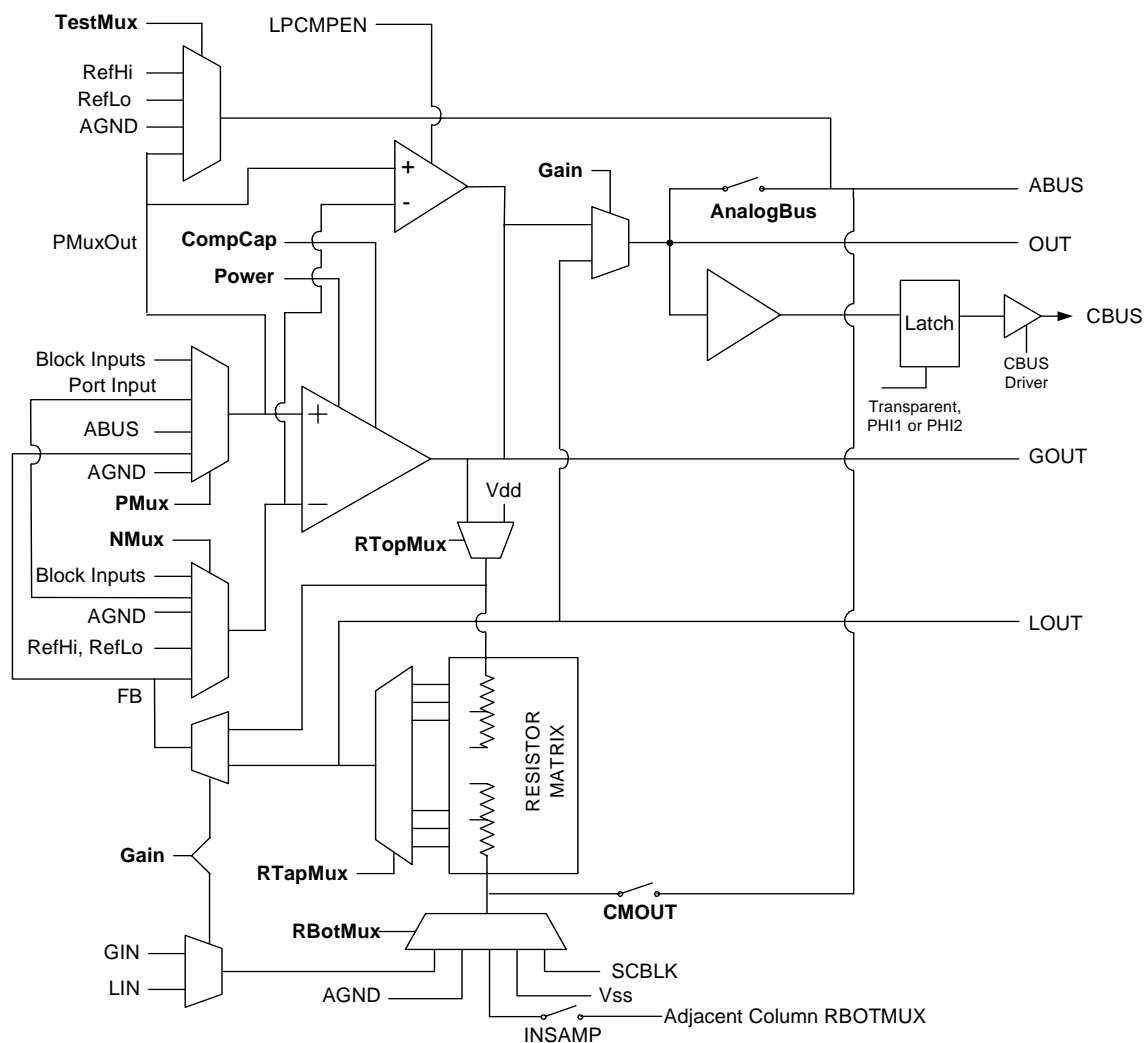 TestMux
LPCMPEN
RefHi
RefLo
AGND
+
-
Gain
ABUS
AnalogBus
PMuxOut
CompCap
OUT
Power
Latch
CBUS
Block Inputs
Port Input
CBUS
Driver
Transparent,
PHI1 or PHI2
ABUS
+
GOUT
AGND
PMux
Vdd
−
NMux
RTopMux
Block Inputs
AGND
LOUT
RefHi, RefLo
FB
RESISTOR
MATRIX
Gain
RTapMux
CMOUT
RBotMux
GIN
SCBLK
LIN
AGND
Vss
Adjacent Column RBOTMUX
INSAMP